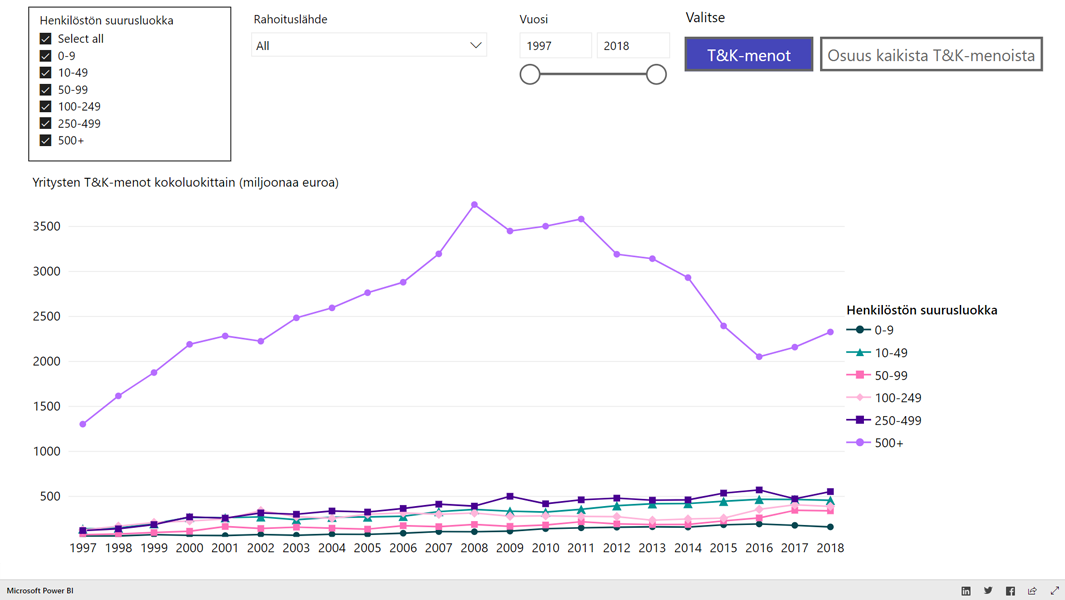 Henkilöstön suurusluokka
Select all
0-9
10-49
50-99
100-249
250-499
500+
Rahoituslähde
All
Vuosi
1997 2018
Valitse
T&K-menot Osuus kaikista T&K-menoista
Yritysten T&K-menot kokoluokittain (miljoonaa euroa)
3500
3000
2500
2000
1500
1000
500
1997 1998 1999 2000 2001 2002 2003 2004 2005 2006 2007 2008 2009 2010 2011 2012 2013 2014 2015 2016 2017 2018
Henkilöstön suurusluokka
0-9
10-49
50-99
100-249
250-499
500+
Microsoft Power BI